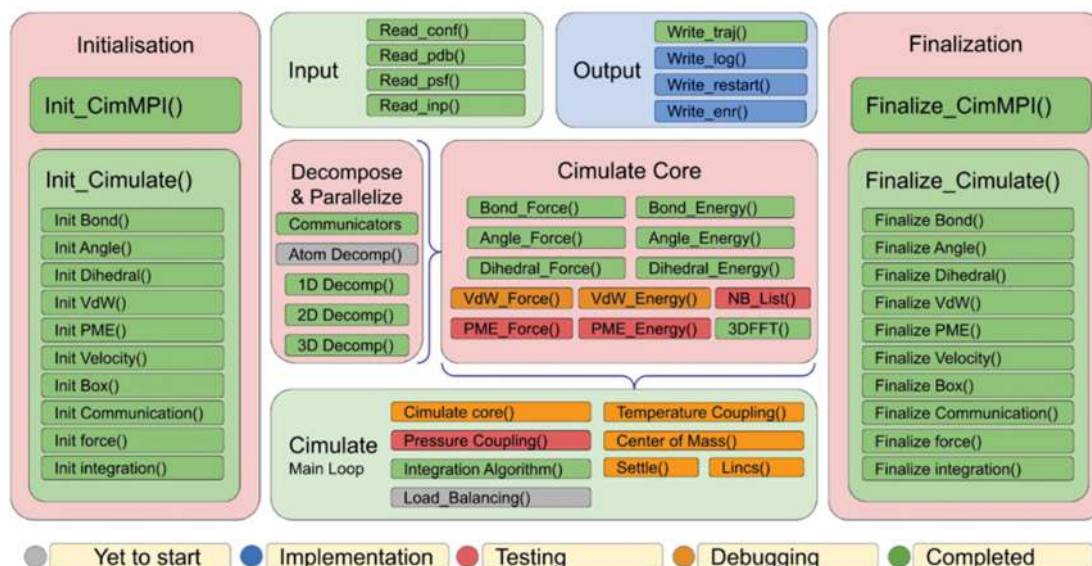 Initialisation
Init_CimMPI()
Init_Cimulate()
Init Bond()
Init Angle()
Init Dihedral()
Init VdW()
Init PME()
Init Velocity()
Init Box()
Init Communication()
Init force()
Init integration()
Input
Read_conf()
Read_pdb()
Read_psf()
Read_inp()
Output
Write_traj()
Write_log()
Write_restart()
Write_enr()
Decompose
& Parallelize
Communicators
Atom Decomp()
1D Decomp()
2D Decomp()
3D Decomp()
Cimulate Core
Bond_Force()
Bond_Energy()
Angle_Force()
Angle_Energy()
Dihedral_Force()
Dihedral_Energy()
VdW_Force()
VdW_Energy()
NB_List()
PME_Force()
PME_Energy()
3DFFT()
Cimulate
Main Loop
Cimulate core()
Temperature Coupling()
Pressure Coupling()
Center of Mass()
Integration Algorithm()
Settle()
Lincs()
Load_Balancing()
Finalization
Finalize_CimMPI()
Finalize_Cimulate()
Finalize Bond()
Finalize Angle()
Finalize Dihedral()
Finalize VdW()
Finalize PME()
Finalize Velocity()
Finalize Box()
Finalize Communication()
Finalize force()
Finalize integration()
Yet to start
Implementation
Testing
Debugging
Completed